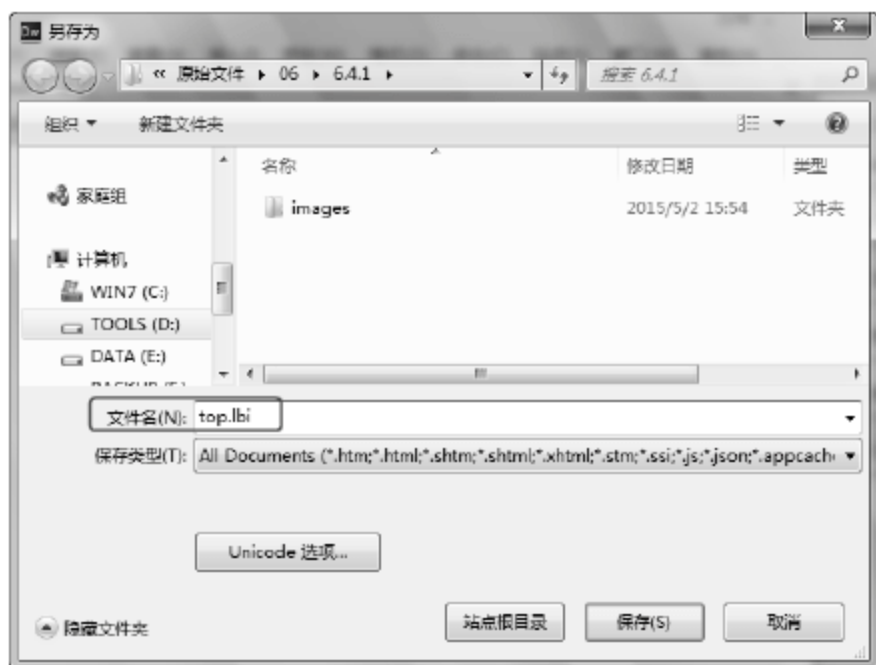 Dw 另存为
« 原始文件 ▸ 06 ▸ 6.4.1 ▸
搜索 6.4.1
组织 新建文件夹
名称 修改日期 类型
家庭组
images 2015/5/2 15:54 文件夹
计算机
WIN7 (C:)
TOOLS (D:)
DATA (E:)
文件名(N): top.lbi
保存类型(T): All Documents (*.htm;*.html;*.shtm;*.shtml;*.xhtml;*.stm;*.ssi;*.js;*.json;*.appcach
Unicode 选项...
隐藏文件夹 站点根目录 保存(S) 取消